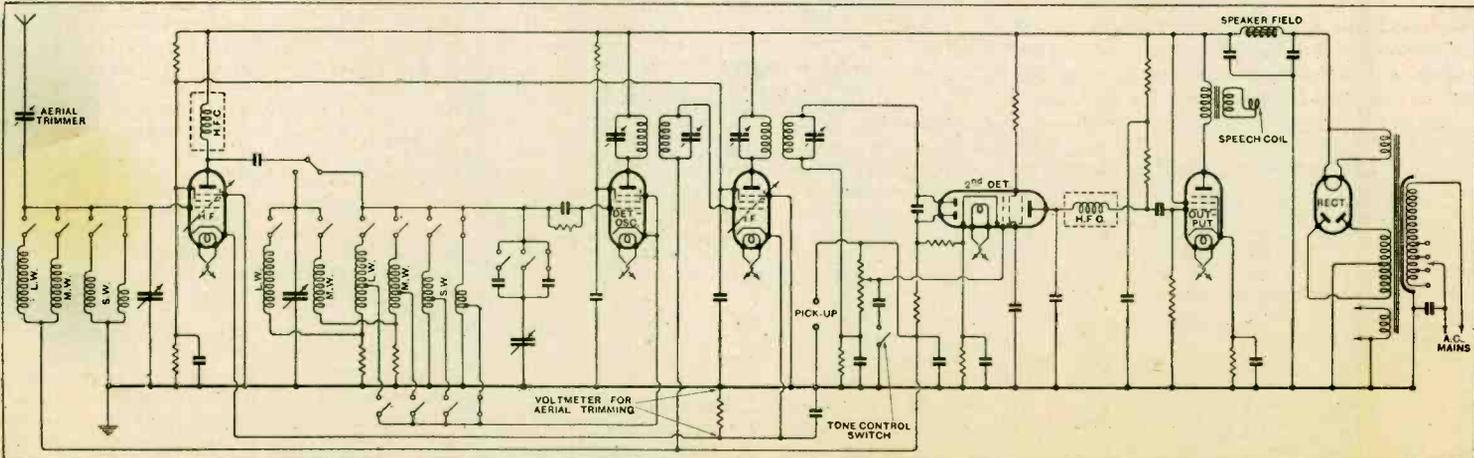 SPEAKER FIELD
AERIAL
TRIMMER
H.F.C.
SPEECH COIL
H.F.
DET-
OSC.
I.F.
2nd DET
H.F.C.
OUT-
PUT
RECT.
L.W.
M.W.
S.W.
L.W.
M.W.
L.W.
M.W.
S.W.
PICK-UP
A.C.
MAINS
VOLTMETER FOR
AERIAL TRIMMING
TONE CONTROL
SWITCH